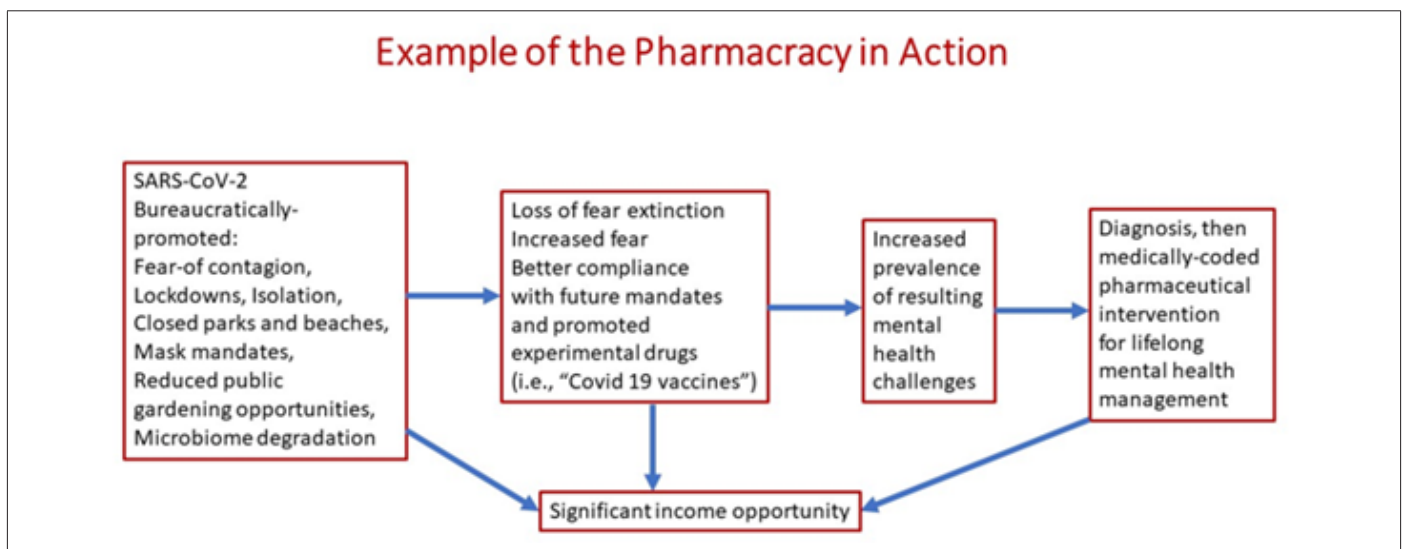 Example of the Pharmacracy in Action
SARS-CoV-2
Bureaucratically-
promoted:
Fear-of contagion,
Lockdowns, Isolation,
Closed parks and beaches,
Mask mandates,
Reduced public
gardening opportunities,
Microbiome degradation
Loss of fear extinction
Increased fear
Better compliance
with future mandates
and promoted
experimental drugs
(i.e., “Covid 19 vaccines”)
Increased
prevalence
of resulting
mental
health
challenges
Diagnosis, then
medically-coded
pharmaceutical
intervention
for lifelong
mental health
management
Significant income opportunity